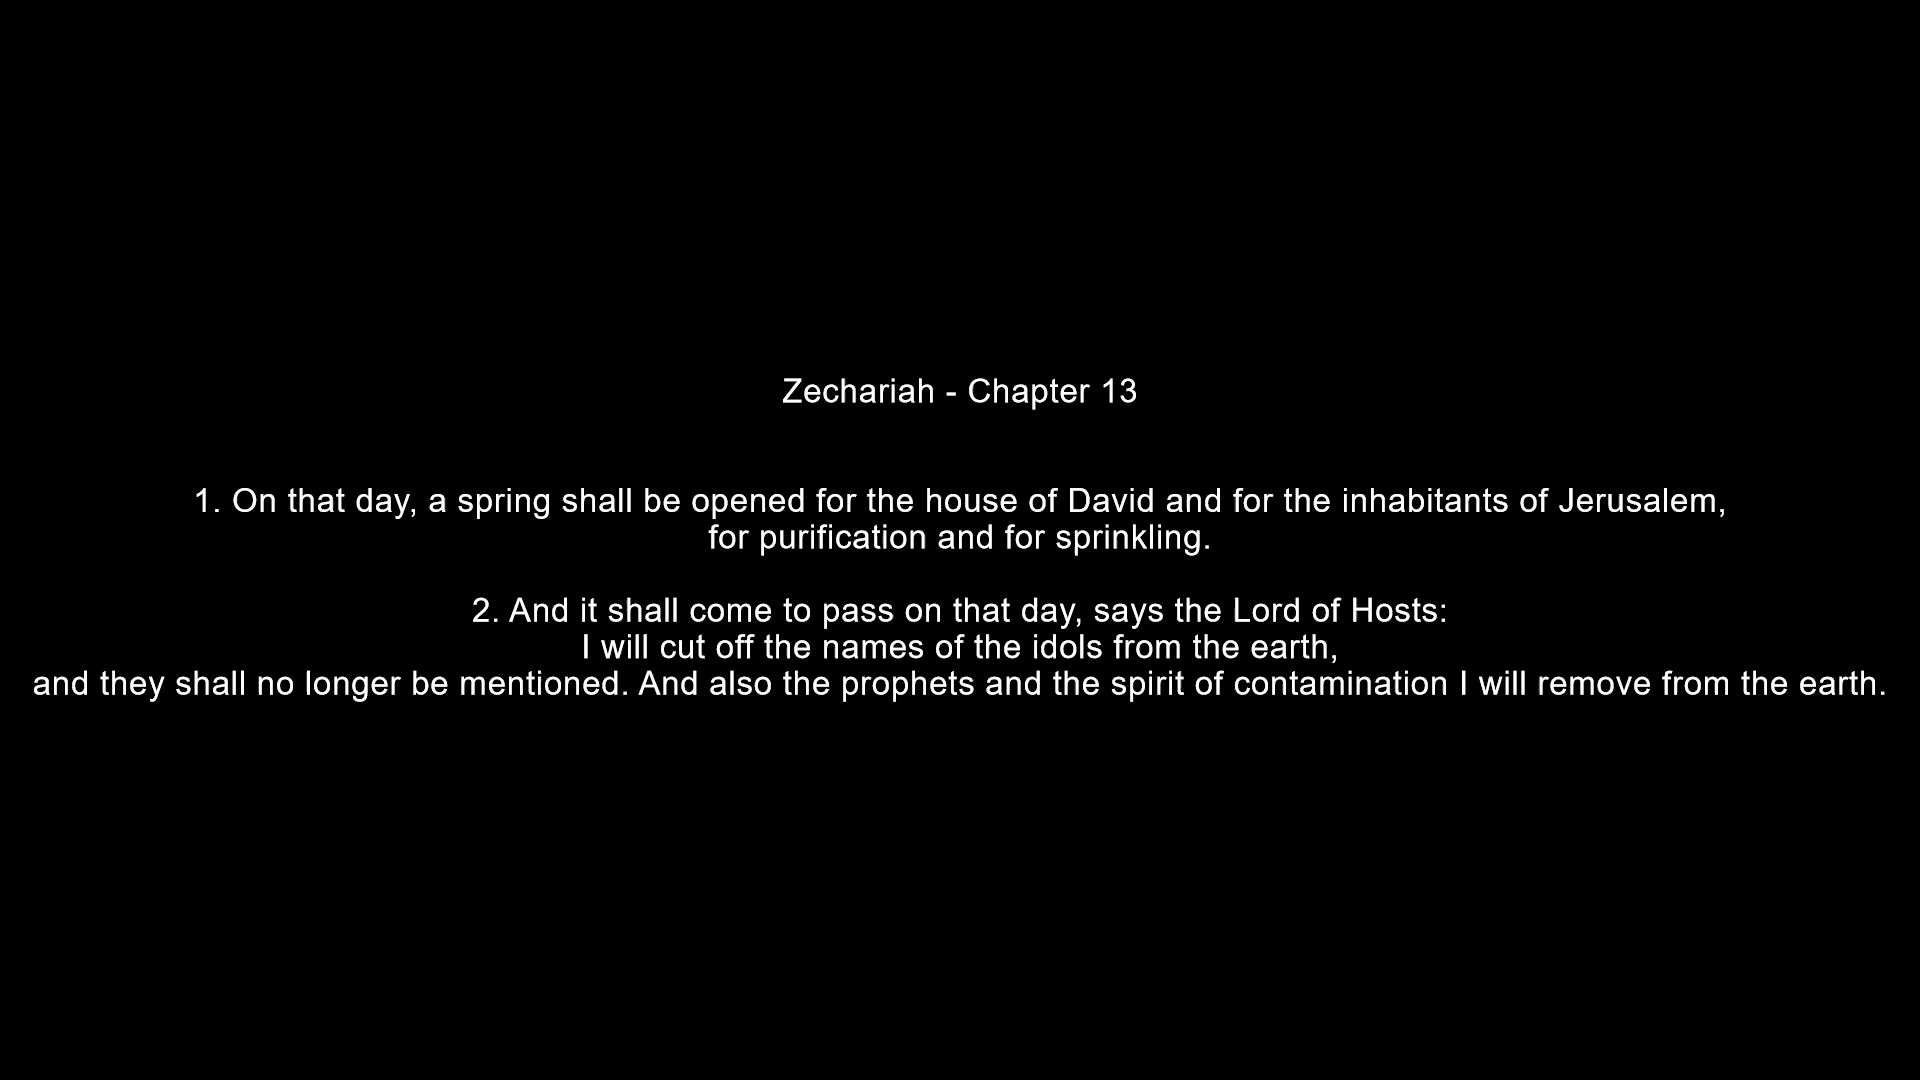 Zechariah - Chapter 13
1. On that day, a spring shall be opened for the house of David and for the inhabitants of Jerusalem,
for purification and for sprinkling.
2. And it shall come to pass on that day, says the Lord of Hosts:
I will cut off the names of the idols from the earth,
and they shall no longer be mentioned. And also the prophets and the spirit of contamination I will remove from the earth.